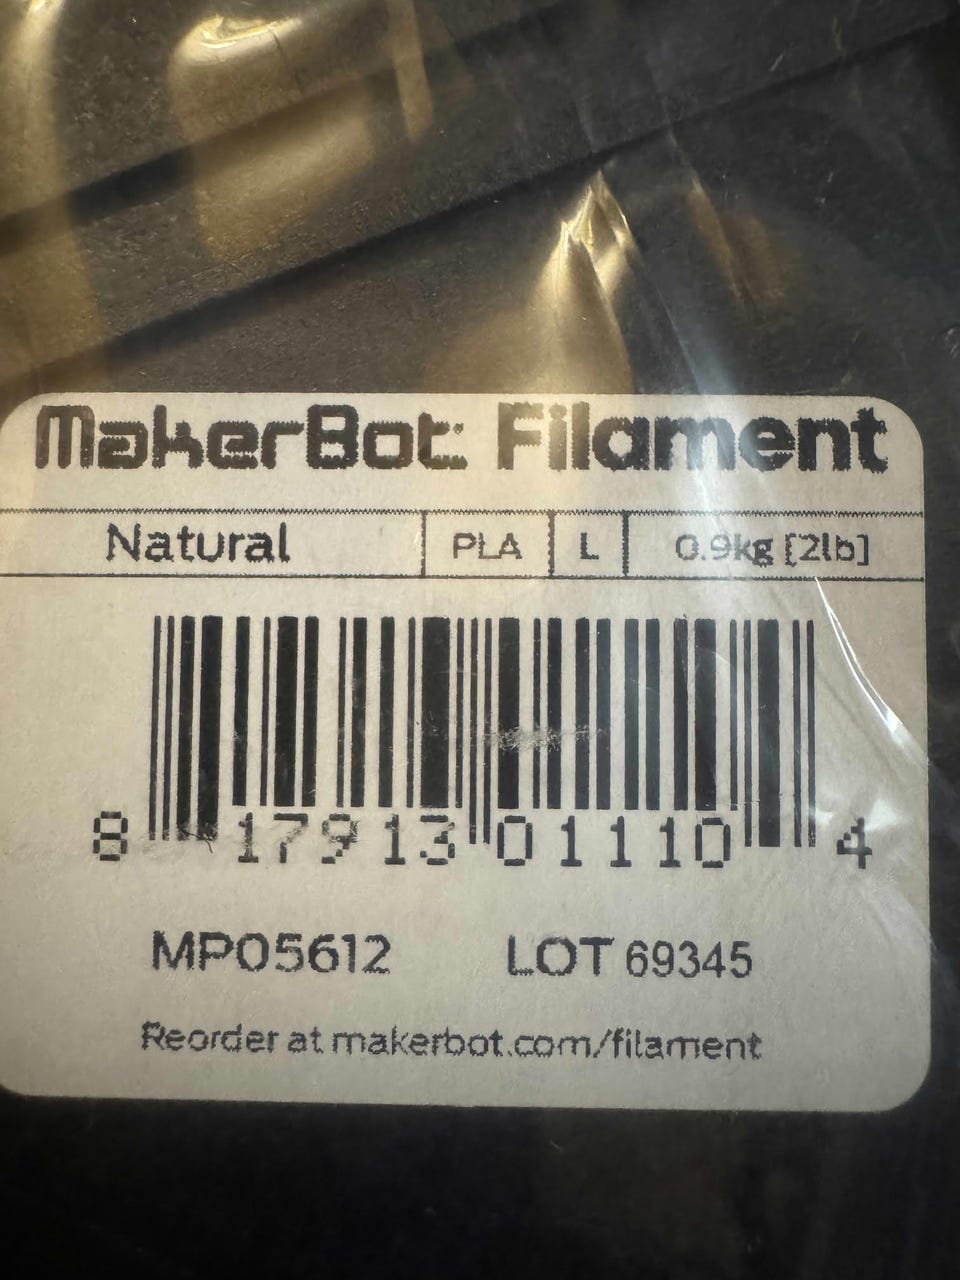 MakerBot Filament
Natural PLA L 0.9kg [2lb]
8 17913 01110 4
MP05612 LOT 69345
Reorder at makerbot.com/filament